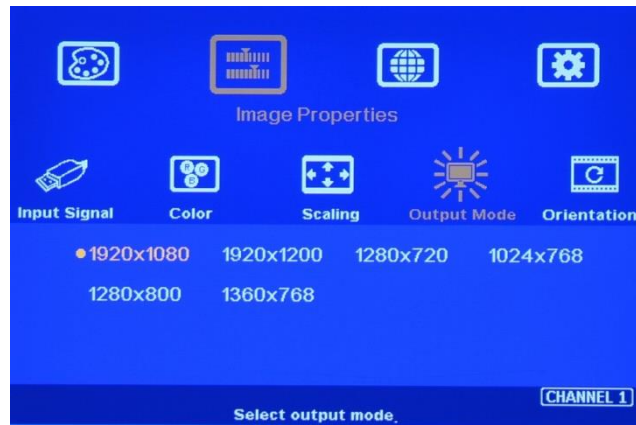 Image Properties
Input Signal Color Scaling Output Mode Orientation
1920x1080 1920x1200 1280x720 1024x768
1280x800 1360x768
CHANNEL 1
Select output mode.